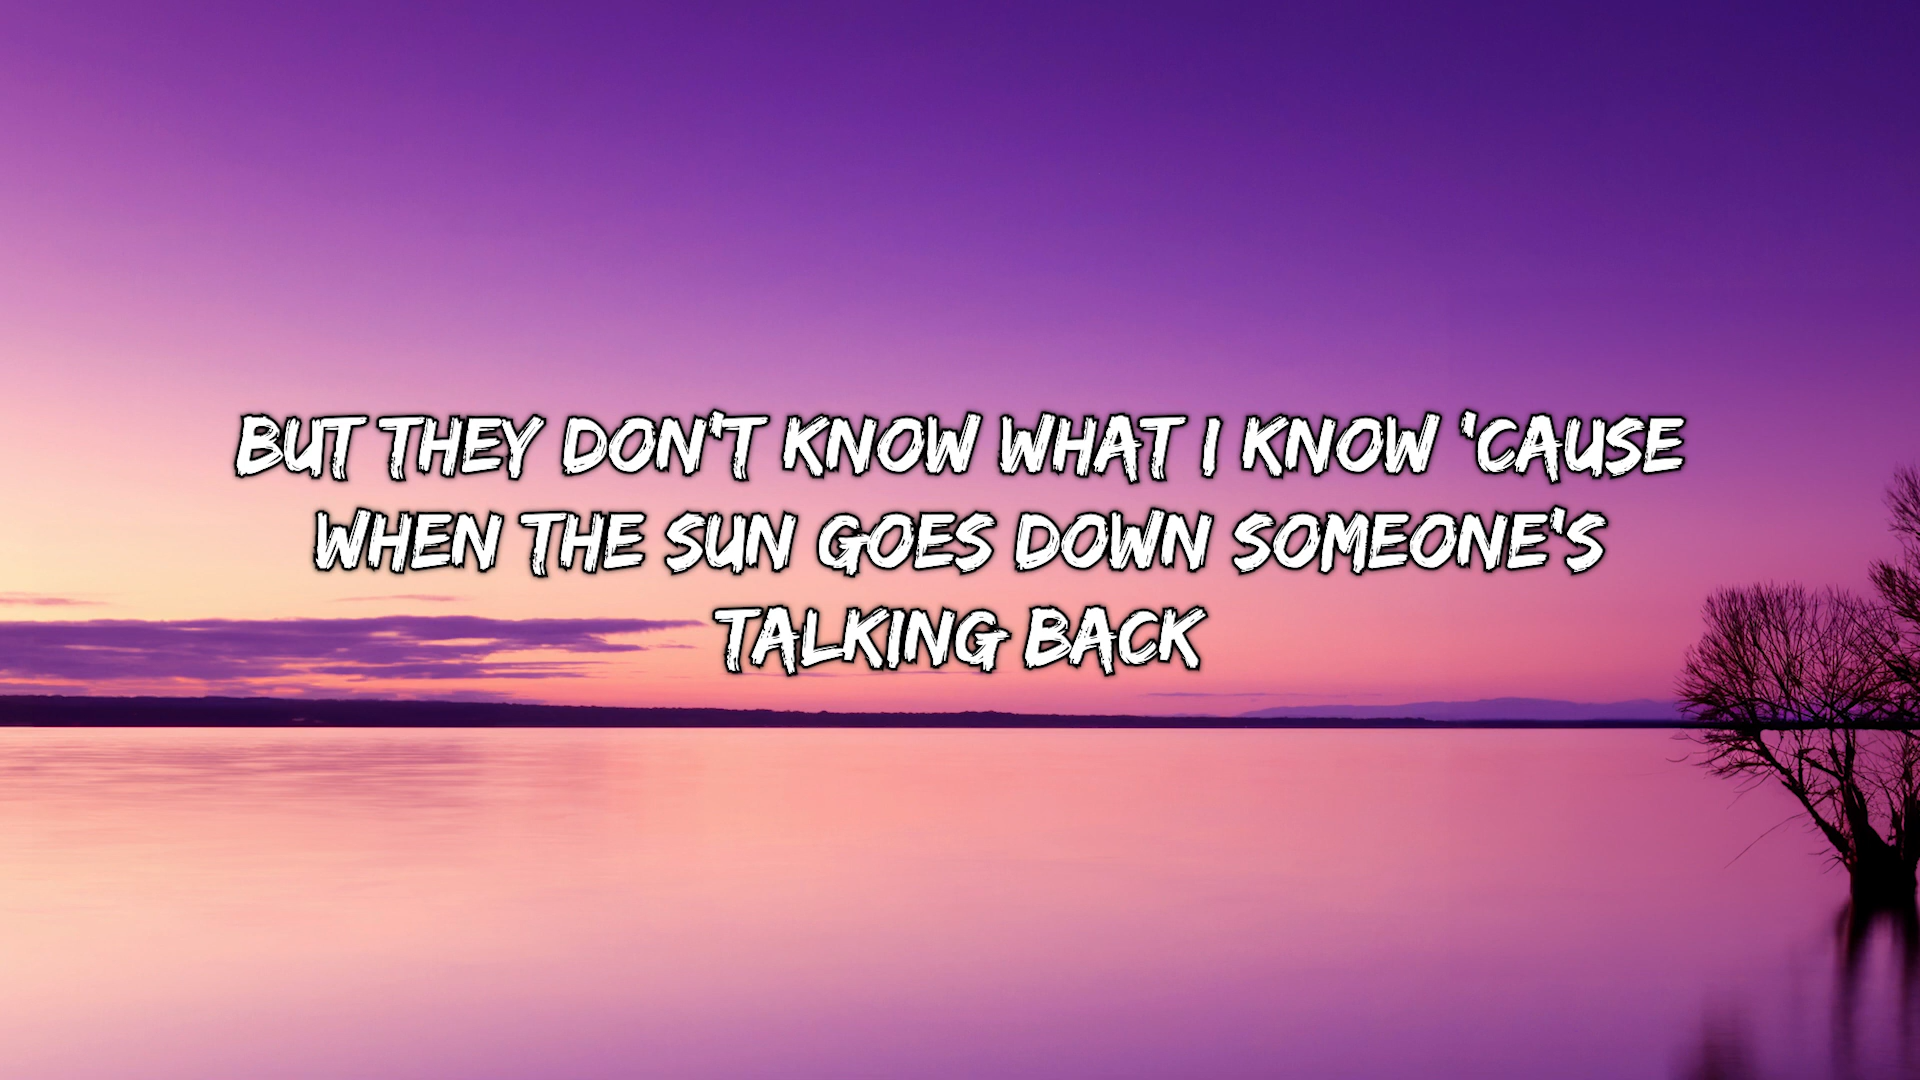 BUT THEY DON'T KNOW WHAT I KNOW 'CAUSE
WHEN THE SUN GOES DOWN SOMEONE'S
TALKING BACK